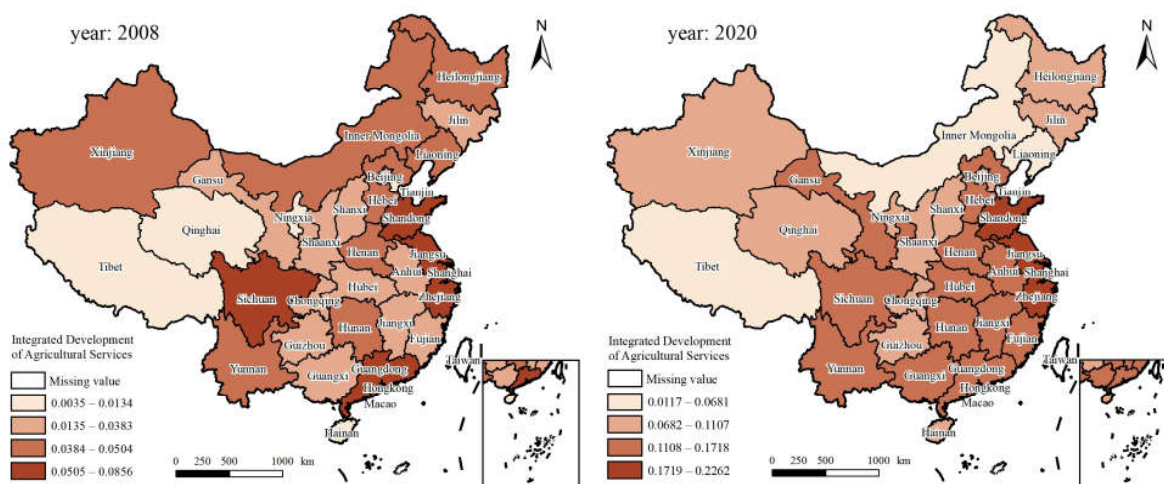 year: 2008
N
Heilongjiang
Jilin
Inner Mongolia
Liaoning
Xinjiang
Beijing
Gansu
Tianjin
Hebei
Ningxia
Shanxi
Shandong
Qinghai
Shaanxi
Henan
Jiangsu
Tibet
Anhui
Shanghai
Sichuan
Hubei
Chongqing
Zhejiang
Hunan
Jiangxi
Guizhou
Fujian
Yunnan
Taiwan
Guangxi
Guangdong
Hongkong
Macao
Hainan
Integrated Development
of Agricultural Services
Missing value
0.0035 – 0.0134
0.0135 – 0.0383
0.0384 – 0.0504
0.0505 – 0.0856
0 500 1000 km
year: 2020
N
Heilongjiang
Jilin
Inner Mongolia
Liaoning
Xinjiang
Beijing
Gansu
Tianjin
Hebei
Ningxia
Shanxi
Shandong
Qinghai
Shaanxi
Henan
Jiangsu
Tibet
Anhui
Shanghai
Sichuan
Hubei
Chongqing
Zhejiang
Hunan
Jiangxi
Guizhou
Fujian
Yunnan
Taiwan
Guangxi
Guangdong
Hongkong
Macao
Hainan
Integrated Development
of Agricultural Services
Missing value
0.0117 – 0.0681
0.0682 – 0.1107
0.1108 – 0.1718
0.1719 – 0.2262
0 250 500 1000 km